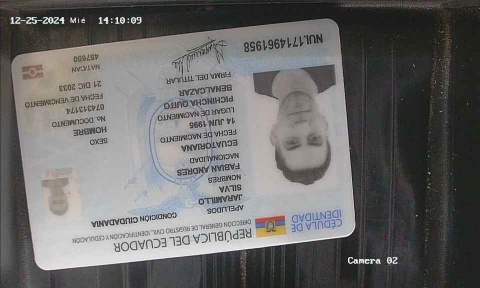 12-25-2024 Mie 14:10:09
REPÚBLICA DEL ECUADOR
DIRECCIÓN GENERAL DE REGISTRO CIVIL, IDENTIFICACIÓN Y CEDULACIÓN
CÉDULA DE
IDENTIDAD
CONDICIÓN CIUDADANÍA
APELLIDOS
JARAMILLO
SILVA
NOMBRES
FABIAN ANDRES
NACIONALIDAD
ECUATORIANA
FECHA DE NACIMIENTO
14 JUN 1995
LUGAR DE NACIMIENTO
PICHINCHA QUITO
BENALCAZAR
FIRMA DEL TITULAR
SEXO
HOMBRE
No. DOCUMENTO
074313174
FECHA DE VENCIMIENTO
21 DIC 2033
NAT/CAN
457680
NUI.1714961958
Camera 02